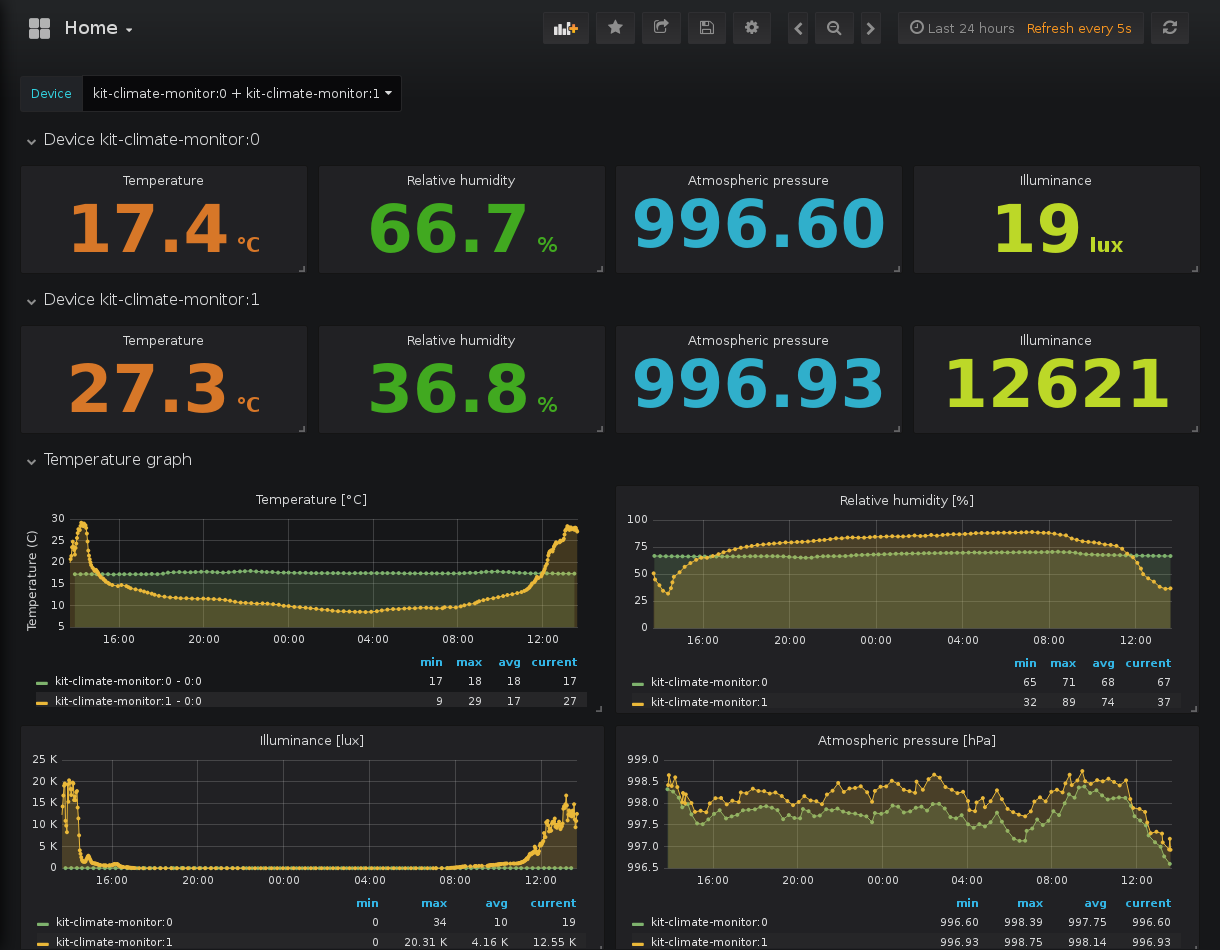 Home
Last 24 hours Refresh every 5s
Device kit-climate-monitor:0 + kit-climate-monitor:1
Device kit-climate-monitor:0
Temperature Relative humidity Atmospheric pressure Illuminance
17.4 °C 66.7 % 996.60 19 lux
Device kit-climate-monitor:1
Temperature Relative humidity Atmospheric pressure Illuminance
27.3 °C 36.8 % 996.93 12621
Temperature graph
Temperature [°C]
Temperature (C)
30
25
20
15
10
5
16:00 20:00 00:00 04:00 08:00 12:00
min max avg current
kit-climate-monitor:0 - 0:0 17 18 18 17
kit-climate-monitor:1 - 0:0 9 29 17 27
Relative humidity [%]
100
75
50
25
0
16:00 20:00 00:00 04:00 08:00 12:00
min max avg current
kit-climate-monitor:0 65 71 68 67
kit-climate-monitor:1 32 89 74 37
Illuminance [lux]
25 K
20 K
15 K
10 K
5 K
0
16:00 20:00 00:00 04:00 08:00 12:00
min max avg current
kit-climate-monitor:0 0 34 10 19
kit-climate-monitor:1 0 20.31 K 4.16 K 12.55 K
Atmospheric pressure [hPa]
999.0
998.5
998.0
997.5
997.0
996.5
16:00 20:00 00:00 04:00 08:00 12:00
min max avg current
kit-climate-monitor:0 996.60 998.39 997.75 996.60
kit-climate-monitor:1 996.93 998.75 998.14 996.93